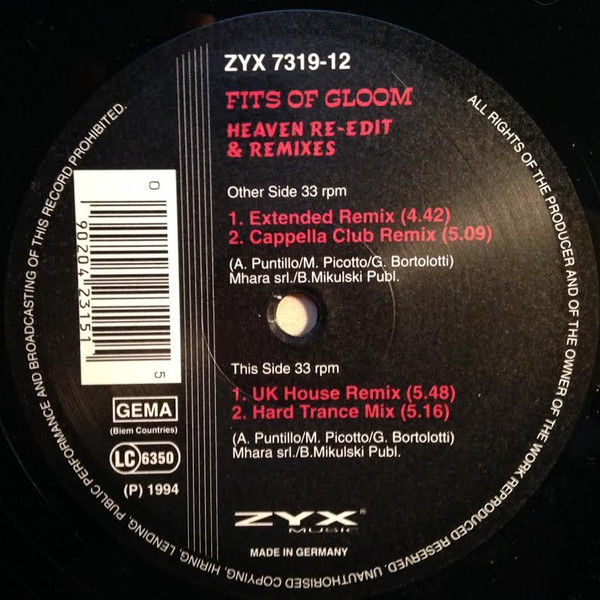 ZYX 7319-12
FITS OF GLOOM
HEAVEN RE-EDIT
& REMIXES
Other Side 33 rpm
1. Extended Remix (4.42)
2. Cappella Club Remix (5.09)
(A. Puntillo/M. Picotto/G. Bortolotti)
Mhara srl./B.Mikulski Publ.
This Side 33 rpm
1. UK House Remix (5.48)
2. Hard Trance Mix (5.16)
(A. Puntillo/M. Picotto/G. Bortolotti)
Mhara srl./B.Mikulski Publ.
0 90204 23151 5
GEMA
(Biem Countries)
LC 6350
(P) 1994
ZYX®
MUSIC
MADE IN GERMANY
ALL RIGHTS OF THE PRODUCER AND OF THE OWNER OF THE WORK REPRODUCED RESERVED. UNAUTHORISED COPYING, HIRING, LENDING, PUBLIC PERFORMANCE AND BROADCASTING OF THIS RECORD PROHIBITED.